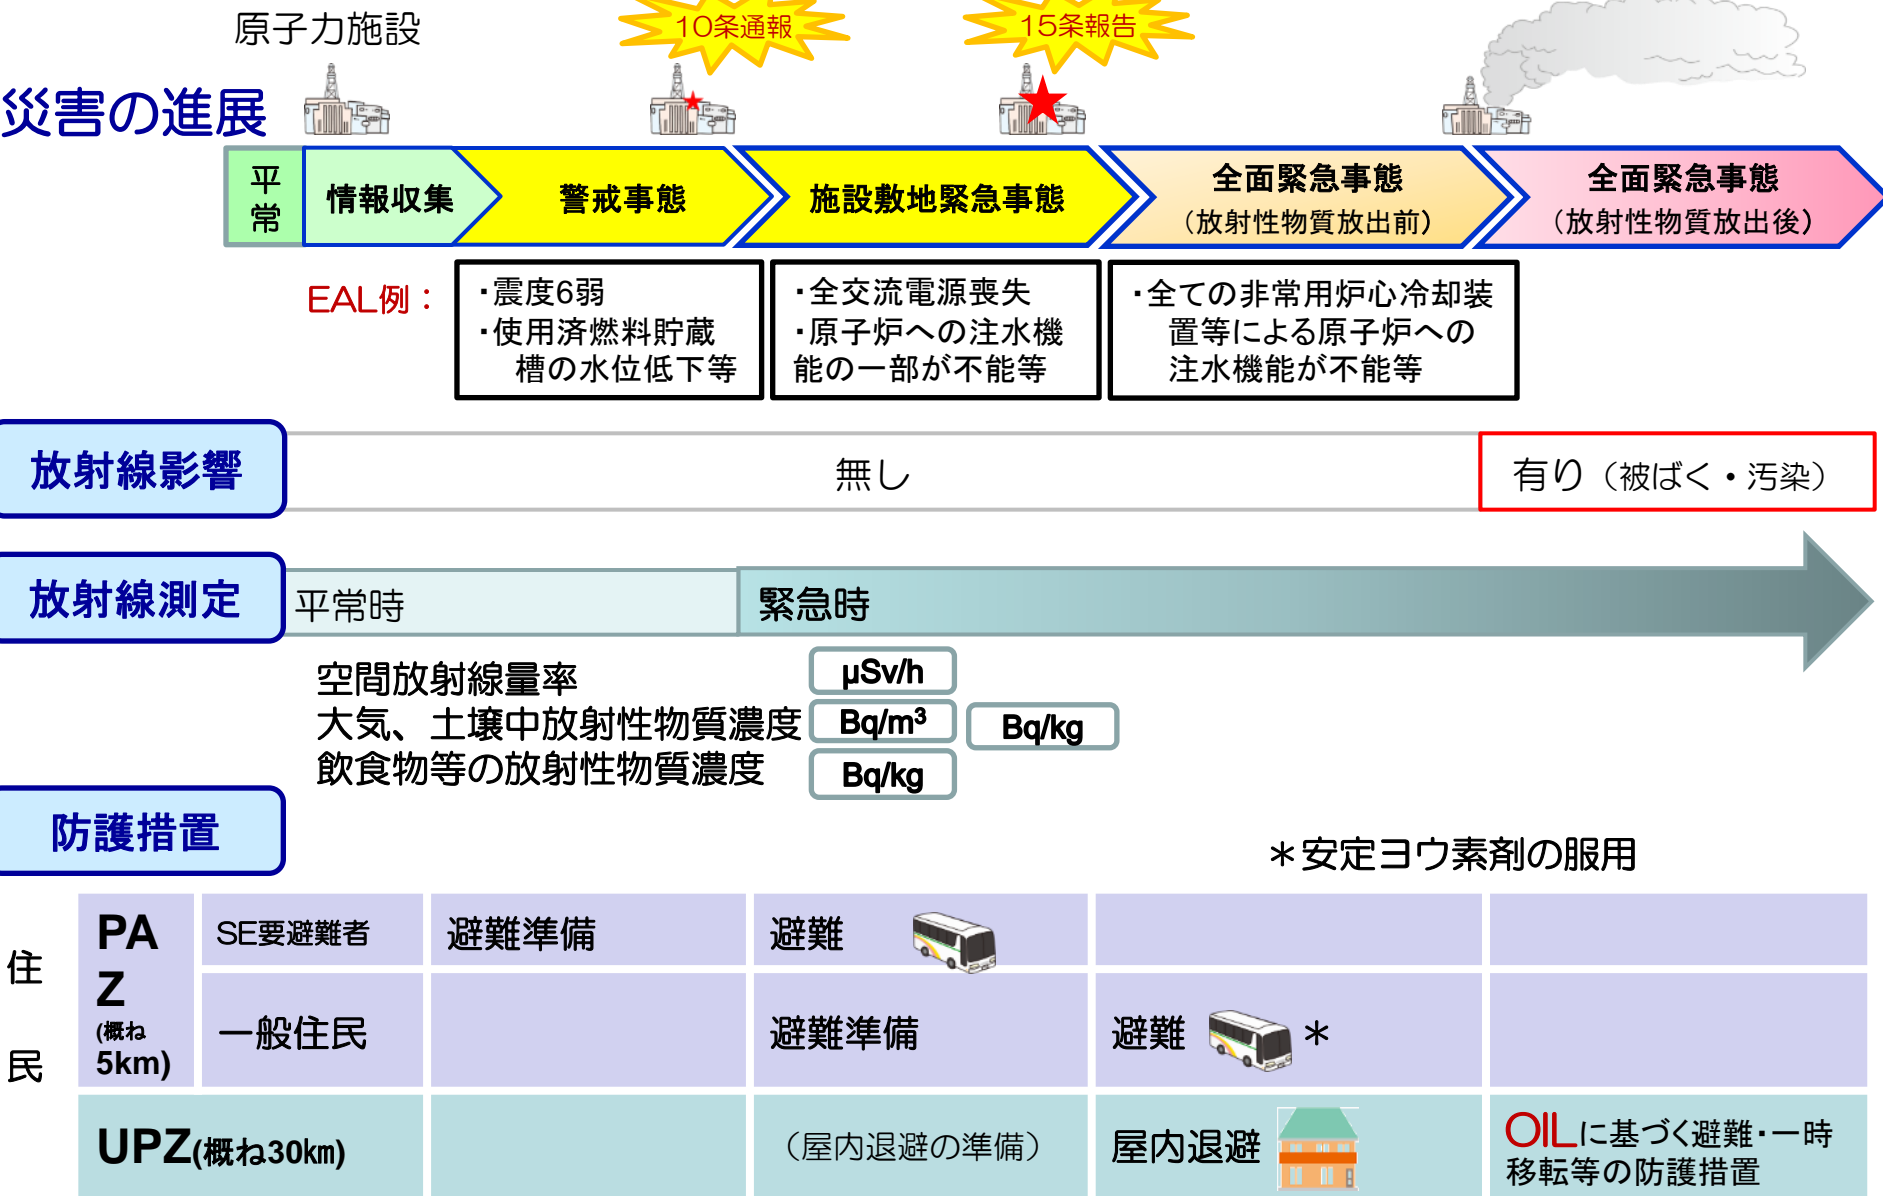 原子力施設
10条通報
15条報告
災害の進展
平
常
情報収集
警戒事態
施設敷地緊急事態
全面緊急事態
（放射性物質放出前）
全面緊急事態
（放射性物質放出後）
EAL例：
・震度6弱
・使用済燃料貯蔵
槽の水位低下等
・全交流電源喪失
・原子炉への注水機
能の一部が不能等
・全ての非常用炉心冷却装
置等による原子炉への
注水機能が不能等
放射線影響
無し
有り（被ばく・汚染）
放射線測定
平常時
緊急時
空間放射線量率
μSv/h
大気、土壌中放射性物質濃度
Bq/m³
Bq/kg
飲食物等の放射性物質濃度
Bq/kg
防護措置
＊安定ヨウ素剤の服用
住
民
PA
Z
(概ね
5km)
SE要避難者
避難準備
避難
一般住民
避難準備
避難
＊
UPZ(概ね30㎞)
（屋内退避の準備）
屋内退避
OILに基づく避難・一時
移転等の防護措置